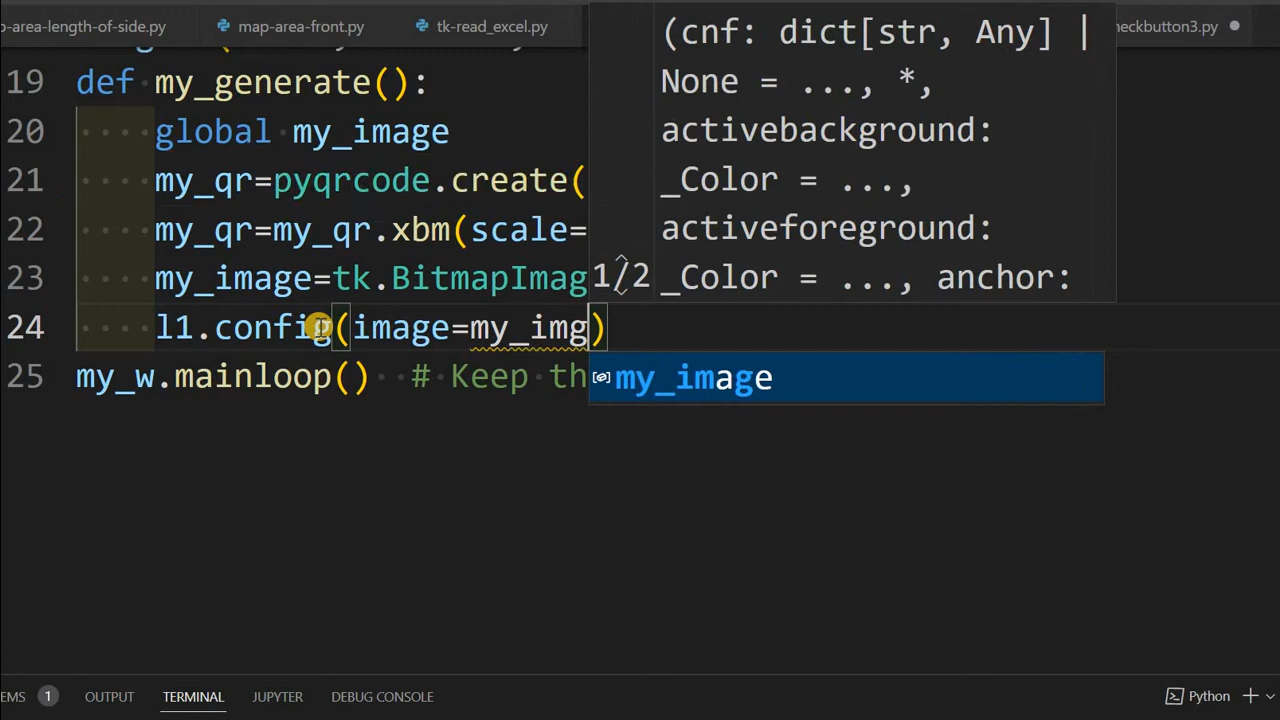 p-area-length-of-side.py map-area-front.py tk-read_excel.py eckbutton3.py
(cnf: dict[str, Any] |
None = ..., *,
activebackground:
_Color = ...,
activeforeground:
1/2 _Color = ..., anchor:
19 def my_generate():
20 global my_image
21 my_qr=pyqrcode.create(
22 my_qr=my_qr.xbm(scale=
23 my_image=tk.BitmapImag
24 l1.config(image=my_img)
my_image
25 my_w.mainloop() # Keep th
EMS 1 OUTPUT TERMINAL JUPYTER DEBUG CONSOLE Python